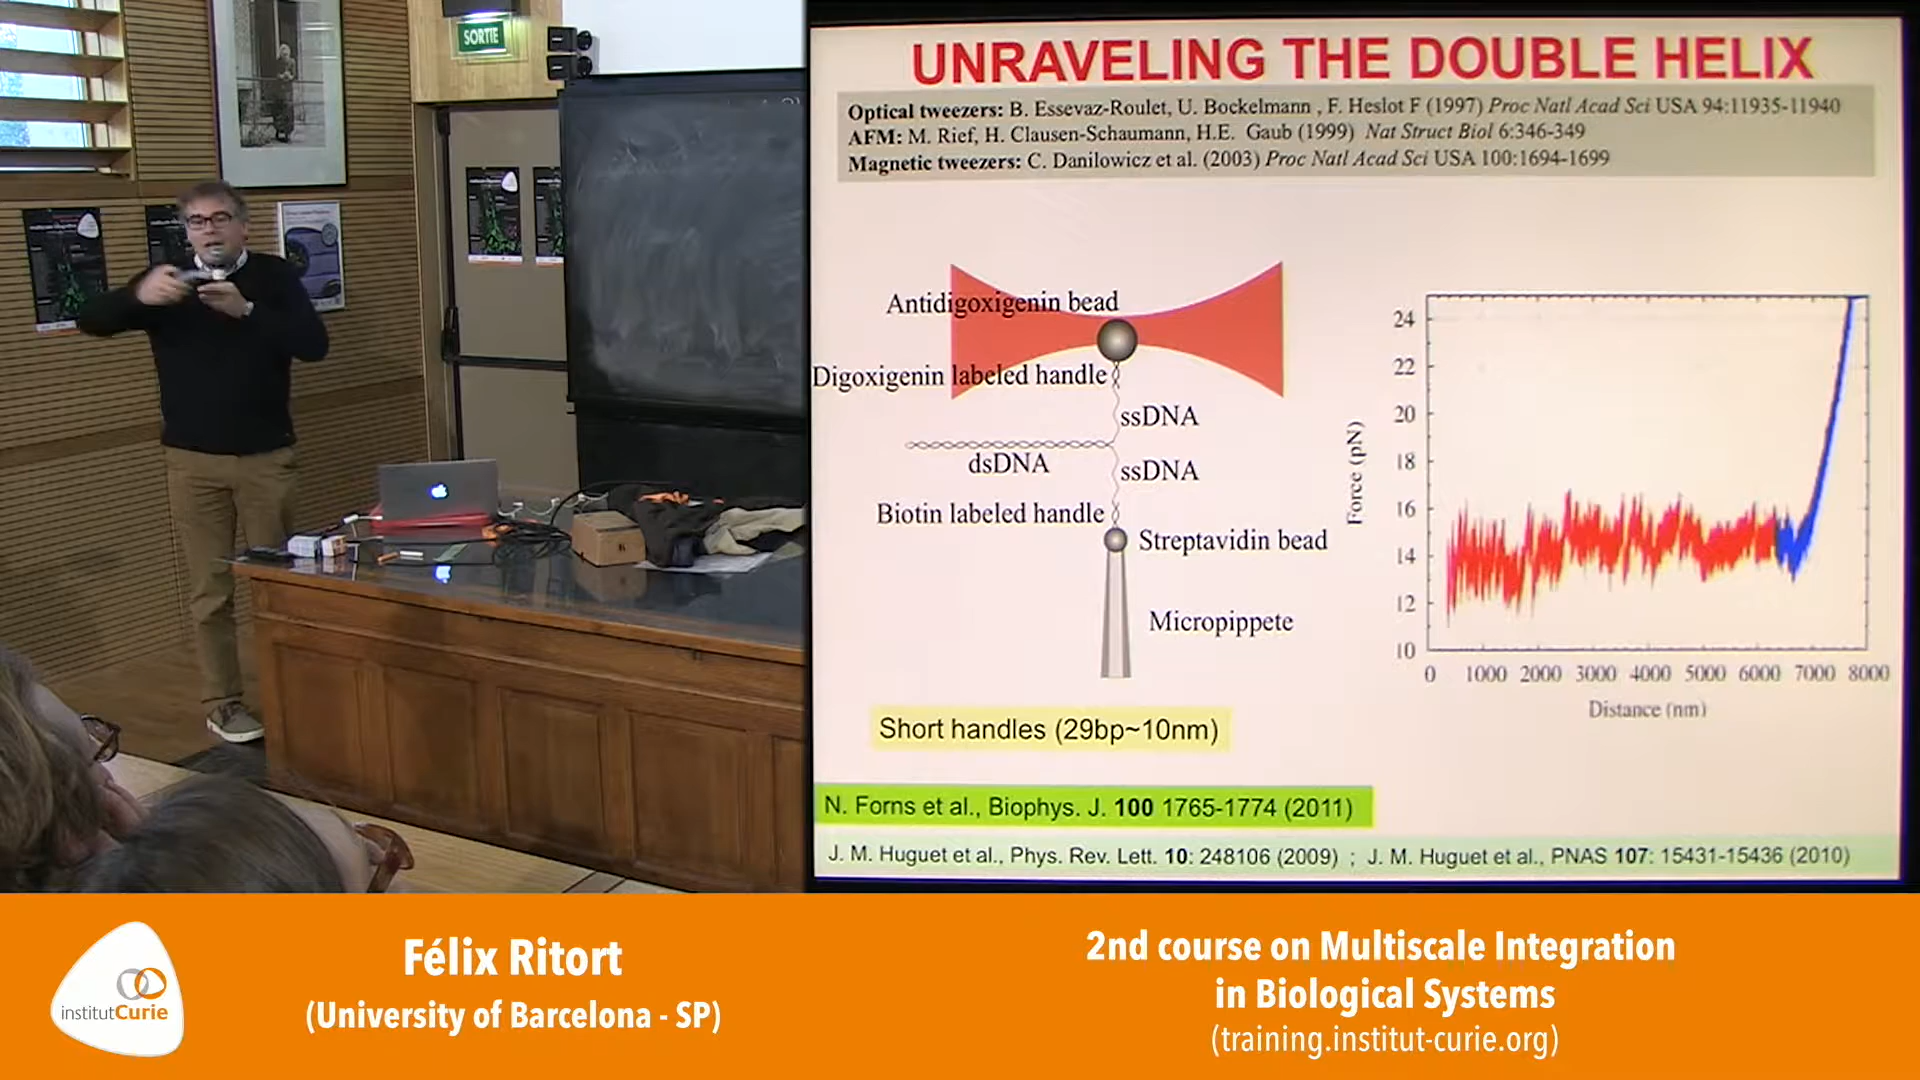 SORTIE
UNRAVELING THE DOUBLE HELIX
Optical tweezers: B. Essevaz-Roulet, U. Bockelmann , F. Heslot F (1997) Proc Natl Acad Sci USA 94:11935-11940
AFM: M. Rief, H. Clausen-Schaumann, H.E. Gaub (1999) Nat Struct Biol 6:346-349
Magnetic tweezers: C. Danilowicz et al. (2003) Proc Natl Acad Sci USA 100:1694-1699
Antidigoxigenin bead
Digoxigenin labeled handle
ssDNA
dsDNA
ssDNA
Biotin labeled handle
Streptavidin bead
Micropippete
Force (pN)
24
22
20
18
16
14
12
10
0 1000 2000 3000 4000 5000 6000 7000 8000
Distance (nm)
Short handles (29bp~10nm)
N. Forns et al., Biophys. J. 100 1765-1774 (2011)
J. M. Huguet et al., Phys. Rev. Lett. 10: 248106 (2009) ; J. M. Huguet et al., PNAS 107: 15431-15436 (2010)
institutCurie
Félix Ritort
(University of Barcelona - SP)
2nd course on Multiscale Integration
in Biological Systems
(training.institut-curie.org)